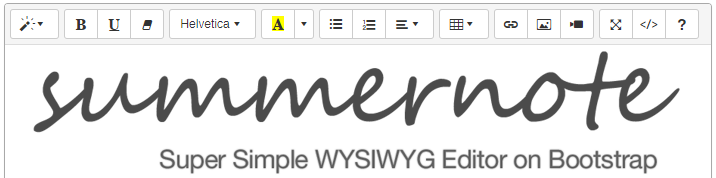 B U Helvetica A </> ?
summernote
Super Simple WYSIWYG Editor on Bootstrap